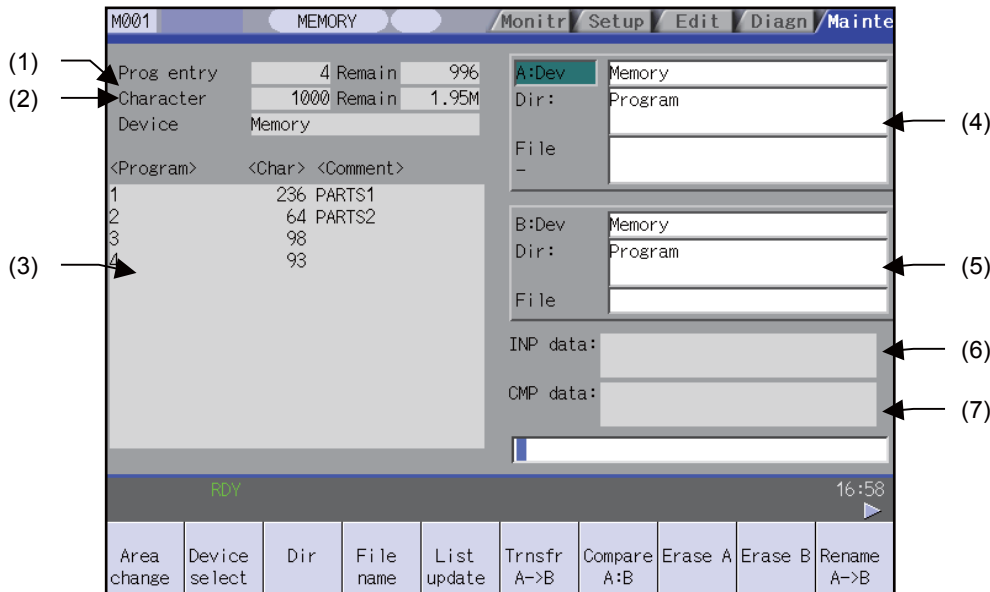 M001 MEMORY Monitr Setup Edit Diagn Mainte
(1) Prog entry 4 Remain 996
(2) Character 1000 Remain 1.95M
Device Memory
<Program> <Char> <Comment>
1 236 PARTS1
2 64 PARTS2
3 98
4 93
(3)
A:Dev Memory
Dir: Program
(4)
File
–
B:Dev Memory
Dir: Program
(5)
File
INP data:
(6)
CMP data:
(7)
RDY 16:58
Area change
Device select
Dir
File name
List update
Trnsfr A->B
Compare A:B
Erase A
Erase B
Rename A->B